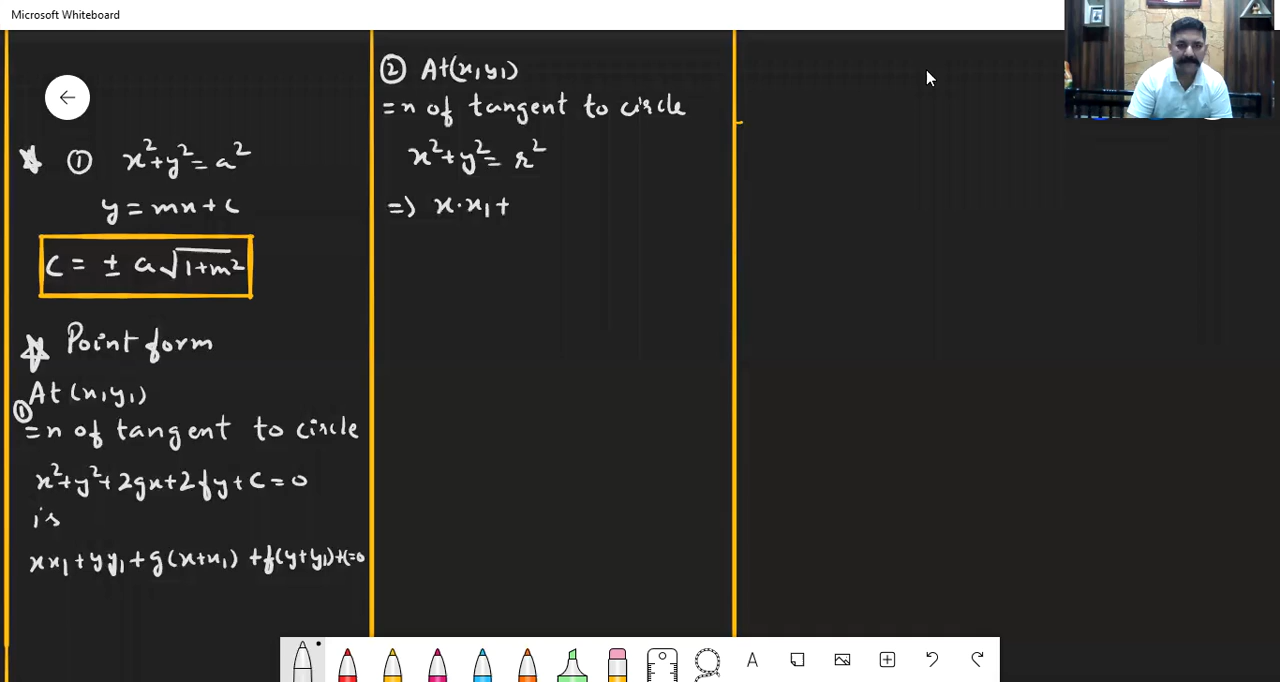 Microsoft Whiteboard
① x²+y²=a²
y = mx + c
C = ± a√1+m²
Point form
At (x₁y₁)
①
=n of tangent to circle
x²+y²+2gx+2fy+C=0
is
xx₁+yy₁+g(x+x₁)+f(y+y₁)+C=0
② At(x₁y₁)
=n of tangent to circle
x²+y²=r²
=> x·x₁+
A